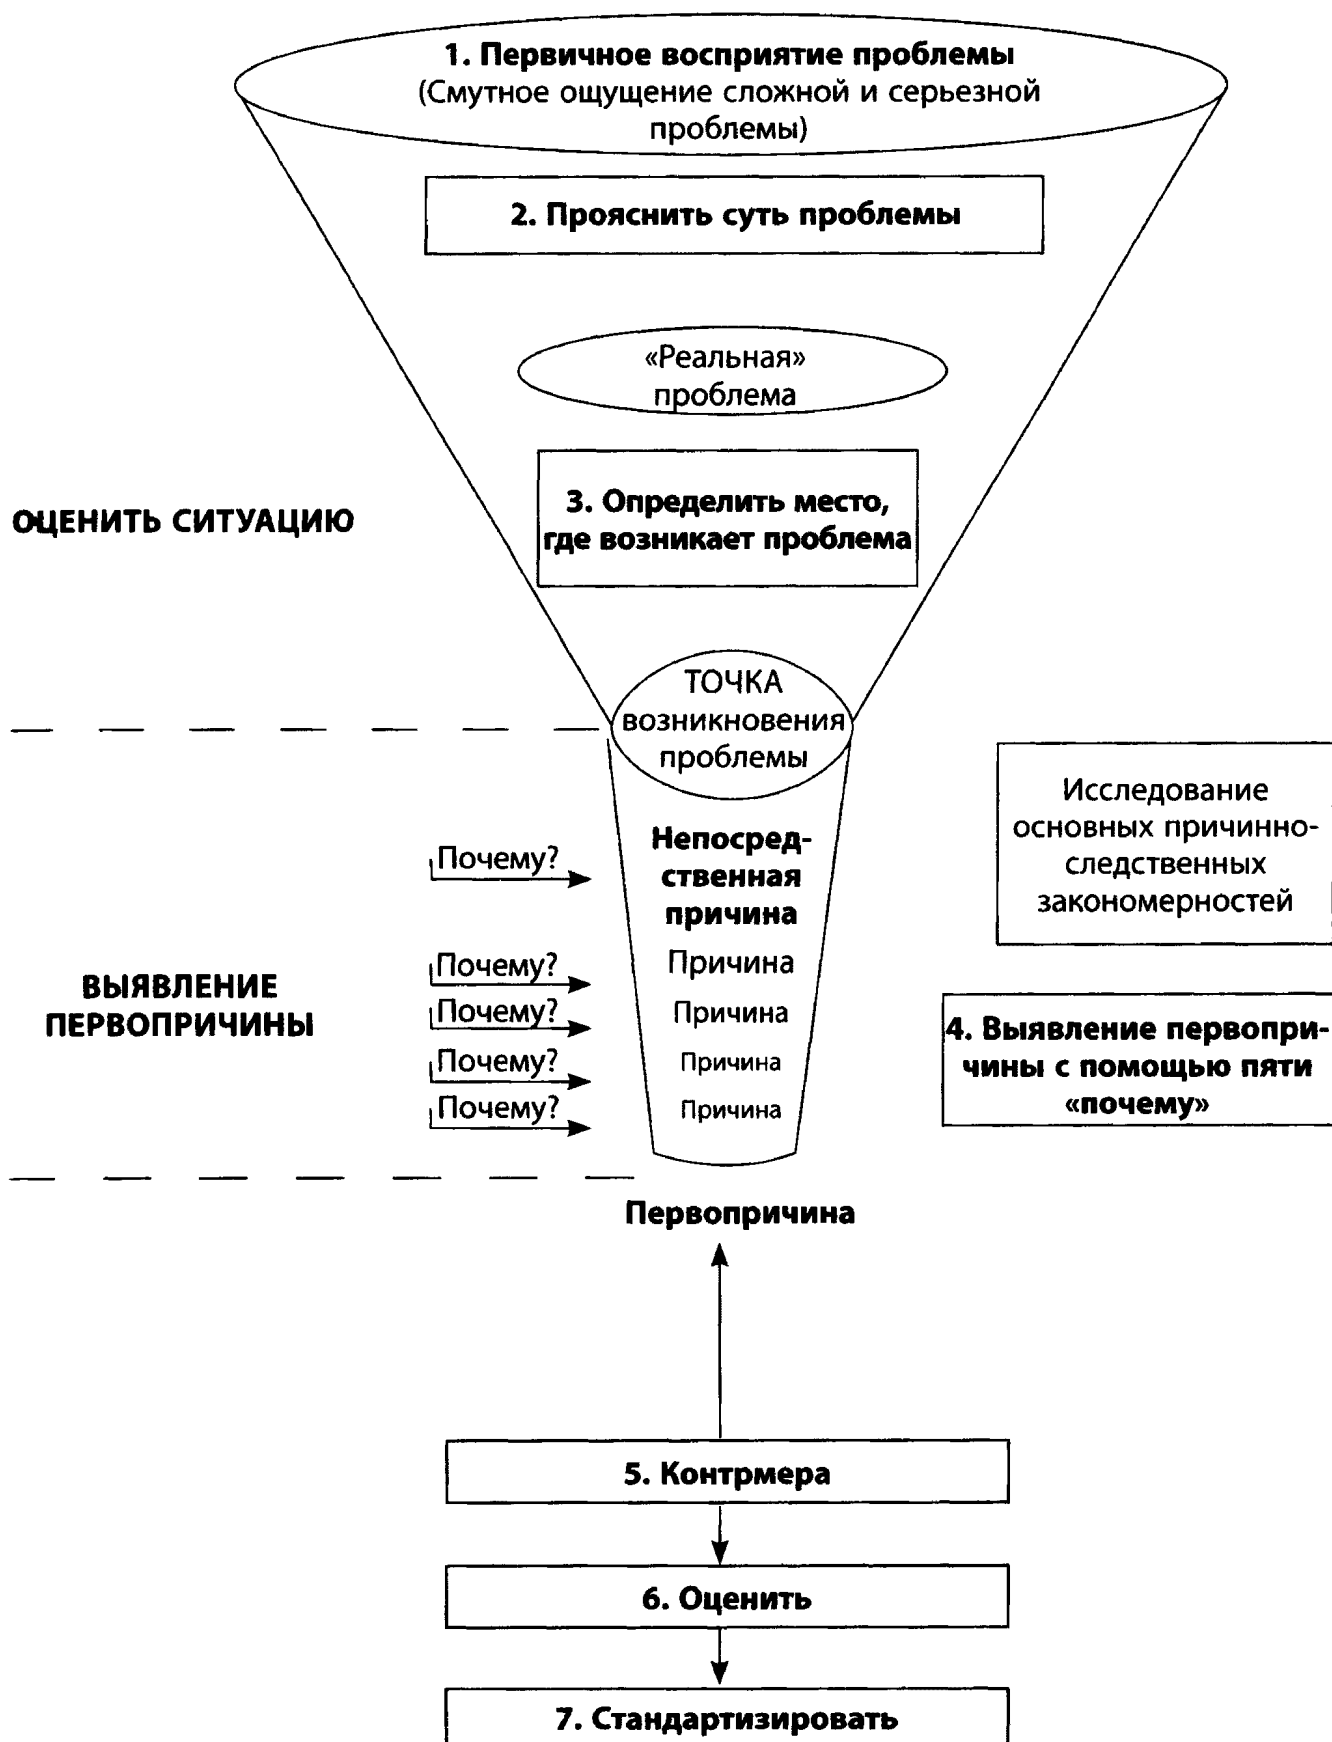 1. Первичное восприятие проблемы
(Смутное ощущение сложной и серьезной
проблемы)
2. Прояснить суть проблемы
«Реальная»
проблема
3. Определить место,
где возникает проблема
ОЦЕНИТЬ СИТУАЦИЮ
ТОЧКА
возникновения
проблемы
Исследование
основных причинно-
следственных
закономерностей
Почему?
Непосред-
ственная
причина
Почему?
Причина
Почему?
Причина
Почему?
Причина
Почему?
Причина
ВЫЯВЛЕНИЕ
ПЕРВОПРИЧИНЫ
4. Выявление первопри-
чины с помощью пяти
«почему»
Первопричина
5. Контрмера
6. Оценить
7. Стандартизировать